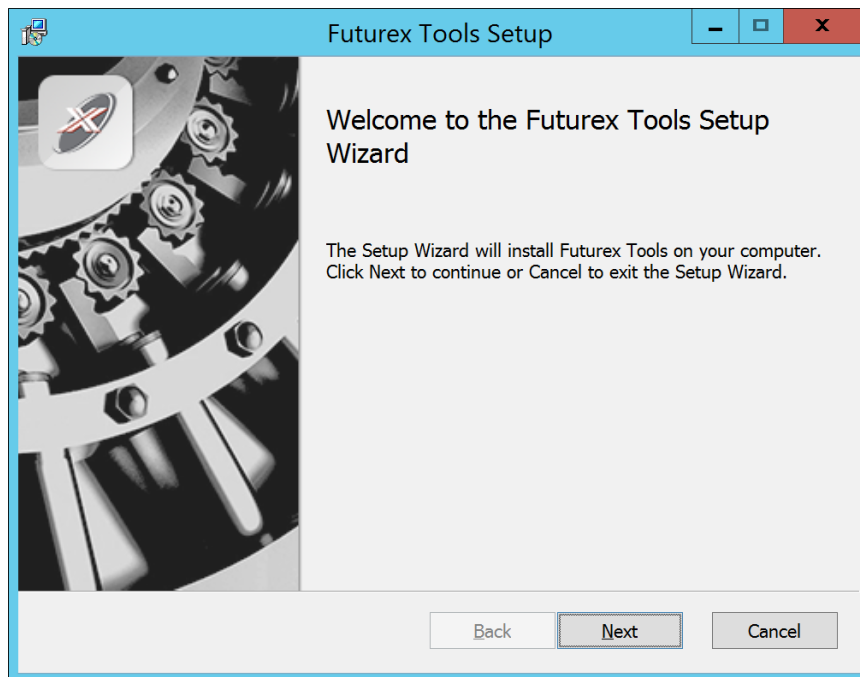 Futurex Tools Setup
Welcome to the Futurex Tools Setup
Wizard
The Setup Wizard will install Futurex Tools on your computer.
Click Next to continue or Cancel to exit the Setup Wizard.
Back
Next
Cancel